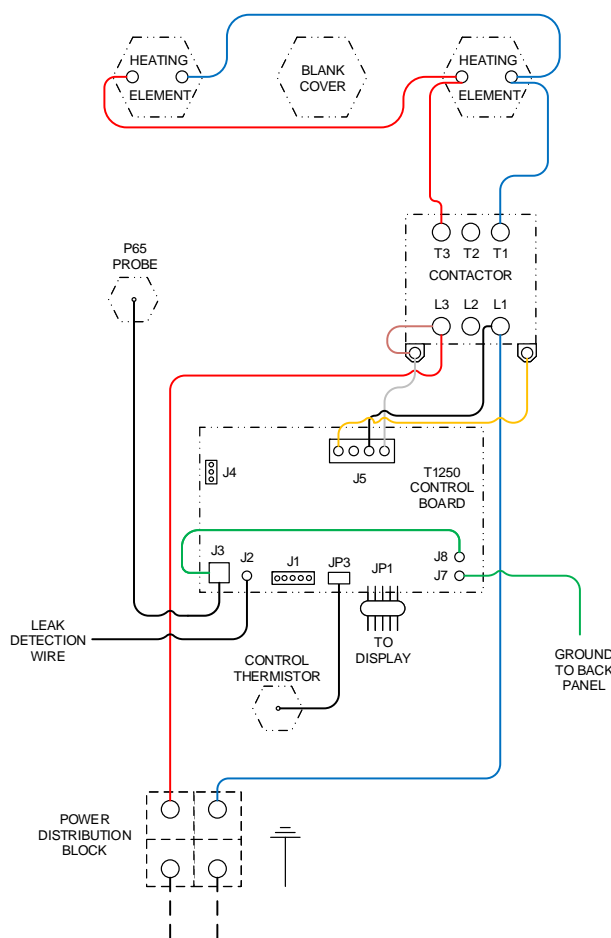 HEATING
ELEMENT
BLANK
COVER
HEATING
ELEMENT
T3
T2
T1
CONTACTOR
L3
L2
L1
P65
PROBE
J4
J5
T1250
CONTROL
BOARD
J3
J2
J1
JP3
JP1
J8
J7
LEAK
DETECTION
WIRE
TO
DISPLAY
CONTROL
THERMISTOR
GROUND
TO BACK
PANEL
POWER
DISTRIBUTION
BLOCK